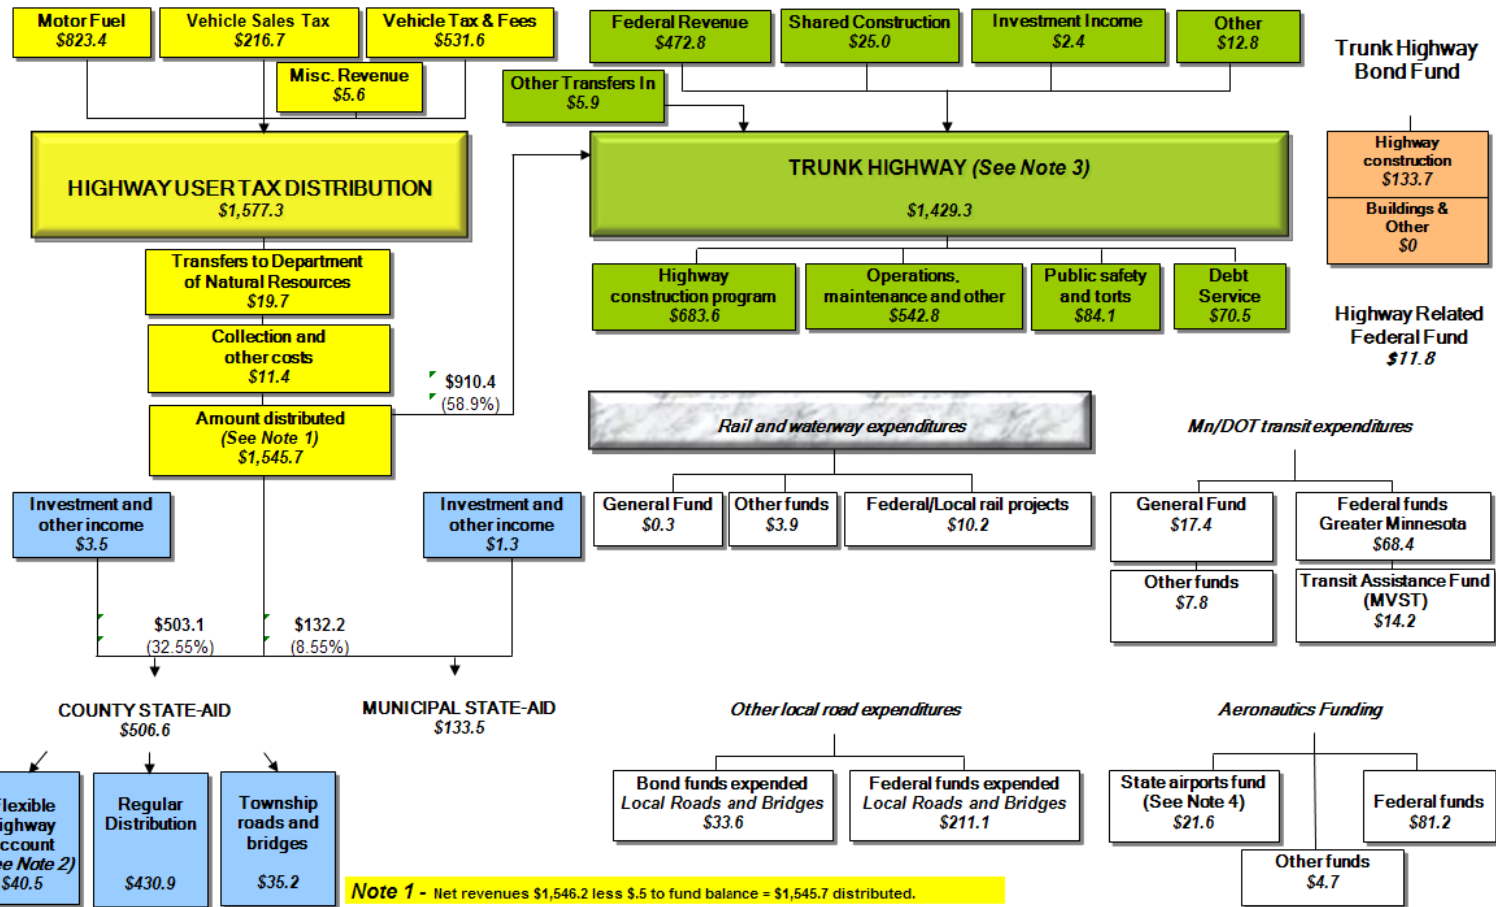 Motor Fuel
$823.4
Vehicle Sales Tax
$216.7
Vehicle Tax & Fees
$531.6
Misc. Revenue
$5.6
Federal Revenue
$472.8
Shared Construction
$25.0
Investment Income
$2.4
Other
$12.8
Other Transfers In
$5.9
Trunk Highway
Bond Fund
HIGHWAY USER TAX DISTRIBUTION
$1,577.3
TRUNK HIGHWAY (See Note 3)
$1,429.3
Highway
construction
$133.7
Buildings &
Other
$0
Transfers to Department
of Natural Resources
$19.7
Collection and
other costs
$11.4
Amount distributed
(See Note 1)
$1,545.7
$910.4
(58.9%)
Highway
construction program
$683.6
Operations,
maintenance and other
$542.8
Public safety
and torts
$84.1
Debt
Service
$70.5
Highway Related
Federal Fund
$11.8
Rail and waterway expenditures
General Fund
$0.3
Other funds
$3.9
Federal/Local rail projects
$10.2
Mn/DOT transit expenditures
General Fund
$17.4
Federal funds
Greater Minnesota
$68.4
Other funds
$7.8
Transit Assistance Fund
(MVST)
$14.2
Investment and
other income
$3.5
Investment and
other income
$1.3
$503.1
(32.55%)
$132.2
(8.55%)
COUNTY STATE-AID
$506.6
MUNICIPAL STATE-AID
$133.5
lexible
ighway
ccount
e Note 2)
$40.5
Regular
Distribution
$430.9
Township
roads and
bridges
$35.2
Other local road expenditures
Bond funds expended
Local Roads and Bridges
$33.6
Federal funds expended
Local Roads and Bridges
$211.1
Aeronautics Funding
State airports fund
(See Note 4)
$21.6
Federal funds
$81.2
Other funds
$4.7
Note 1 - Net revenues $1,546.2 less $.5 to fund balance = $1,545.7 distributed.